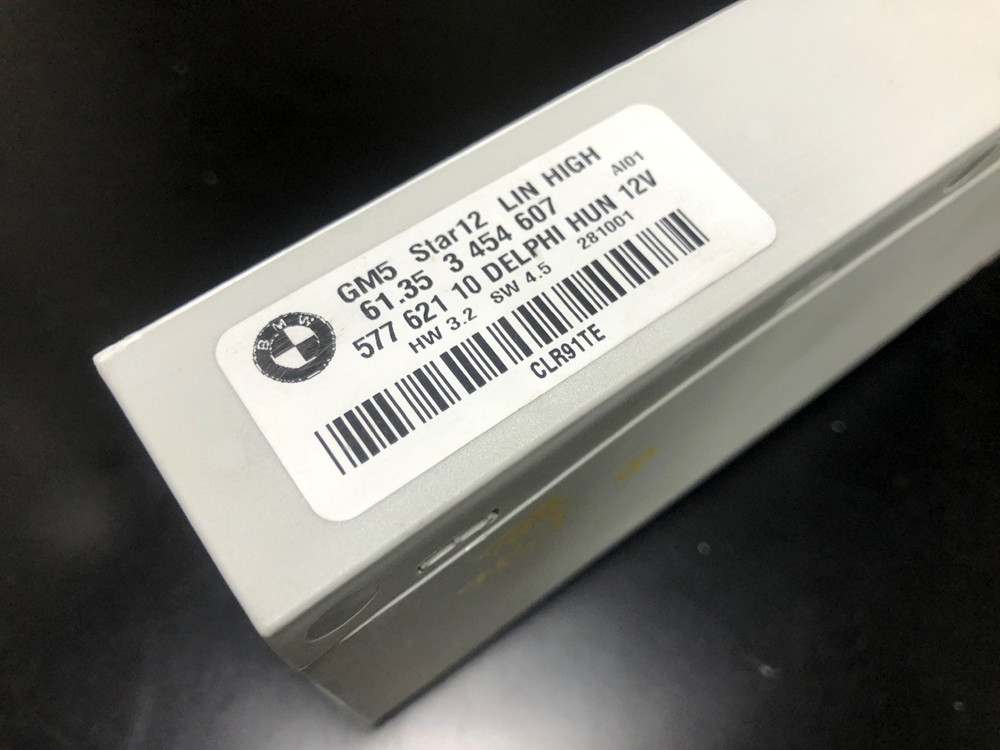 GM5 Star12 LIN HIGH
61.35 3 454 607 AI01
577 621 10 DELPHI HUN 12V
HW 3.2 SW 4.5 281001
BMW
CLR91TE